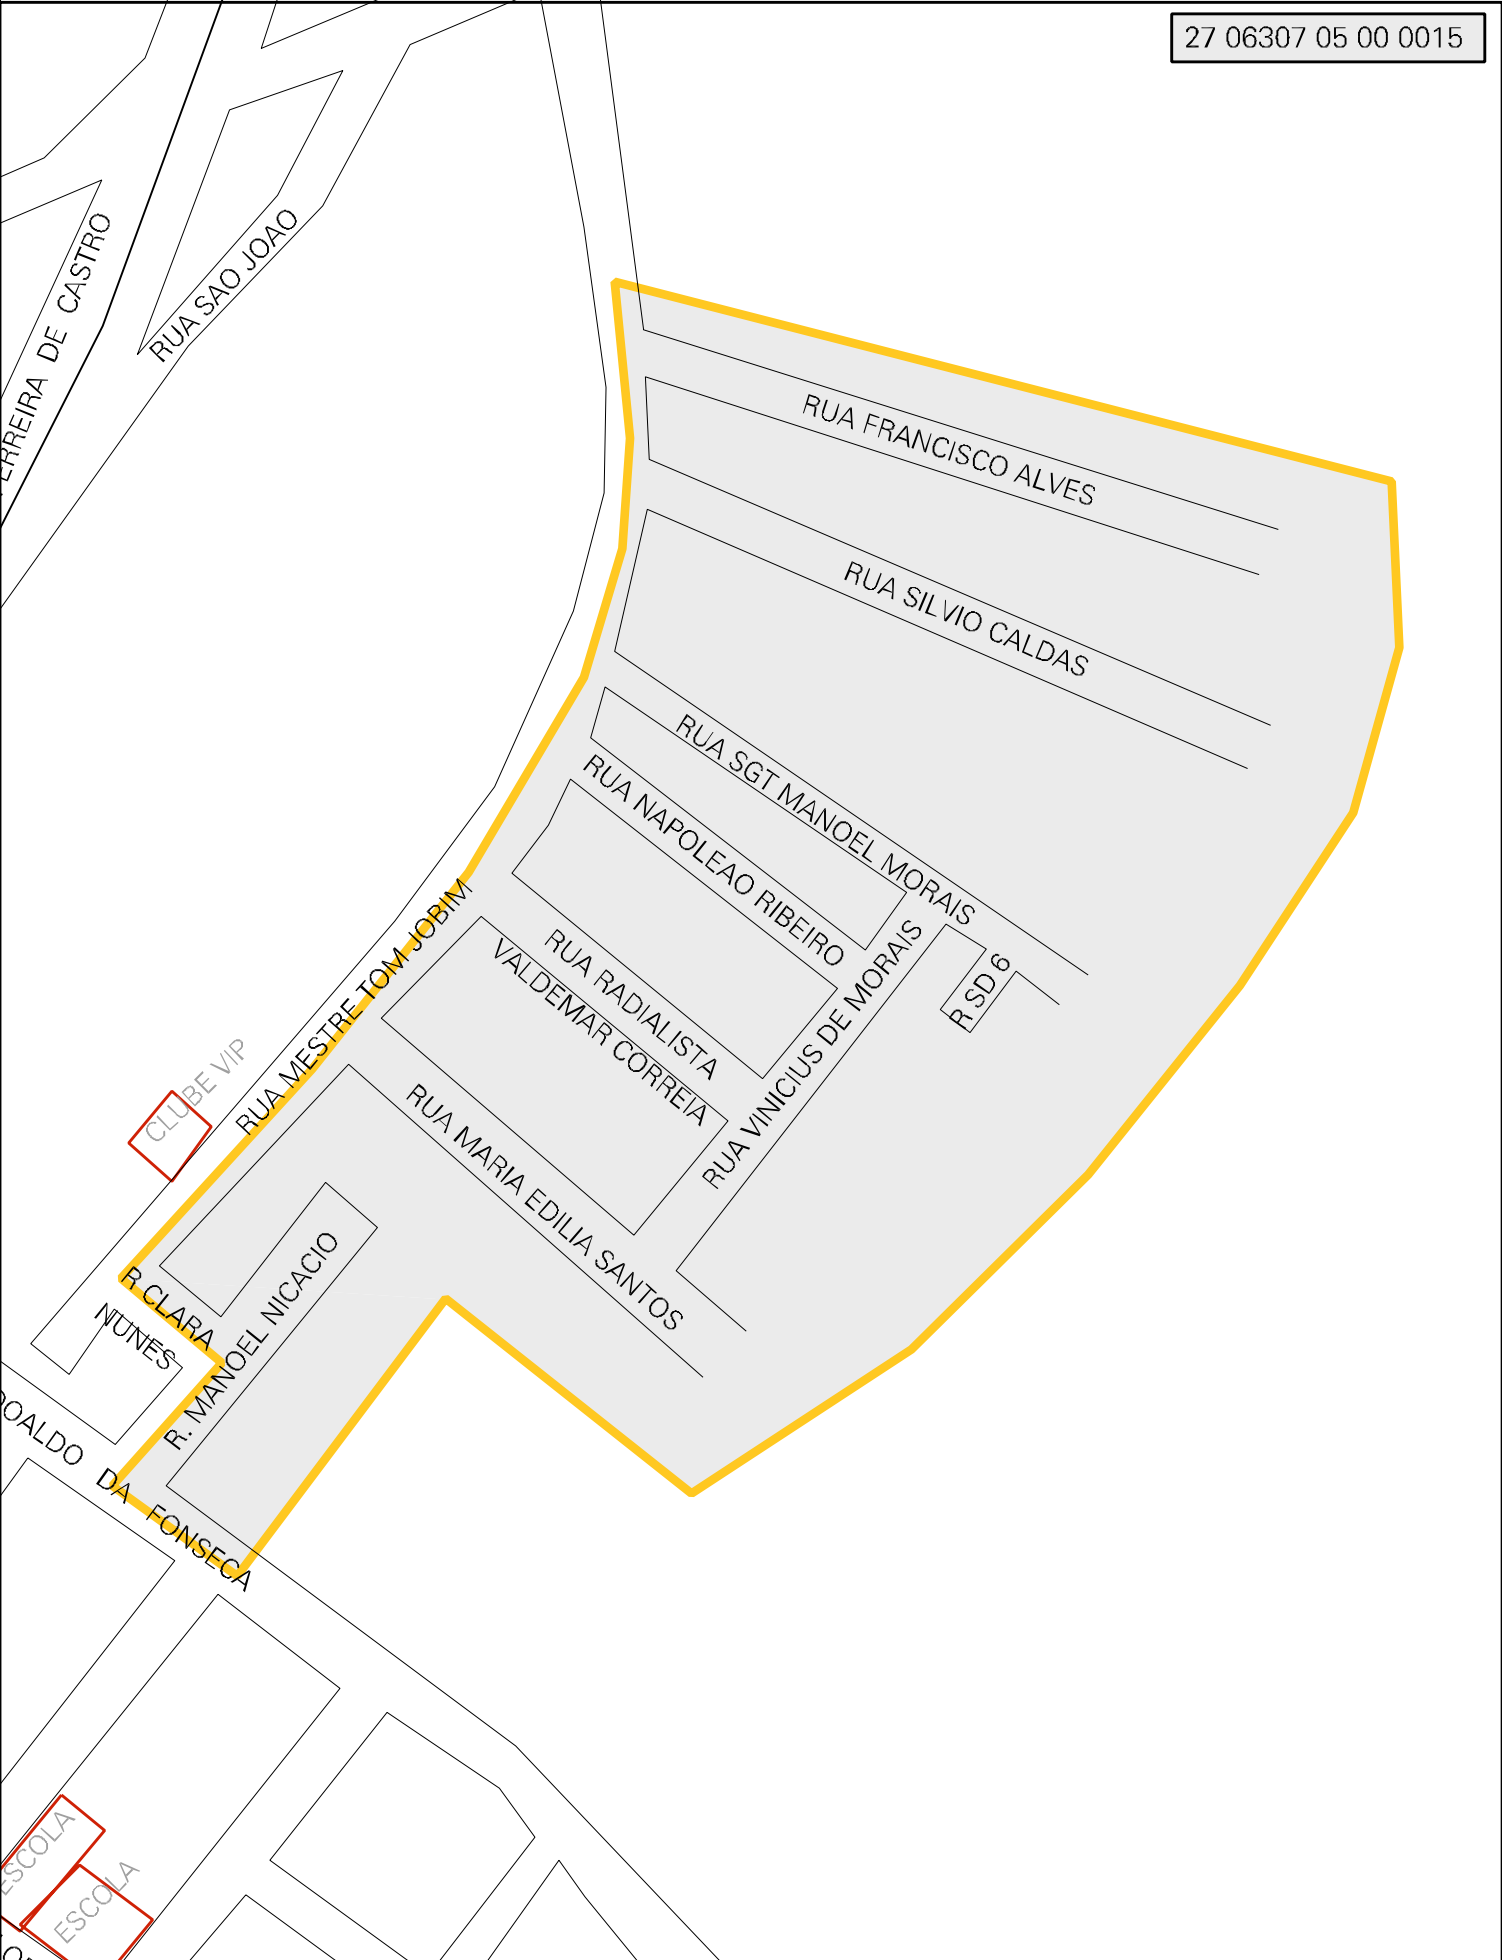 27 06307 05 00 0015
DE CASTRO
RUA SAO JOAO
RUA FRANCISCO ALVES
RUA SILVIO CALDAS
RUA SGT MANOEL MORAIS
RUA NAPOLEAO RIBEIRO
RUA RADIALISTA
VALDEMAR CORREIA
RUA VINICIUS DE MORAIS
R SD 6
RUA MESTRE TOM JOBIM
CLUBE VIP
RUA MARIA EDILIA SANTOS
R CLARA
NUNES
R. MANOEL NICACIO
DA FONSECA
ESCOLA
ESCOLA